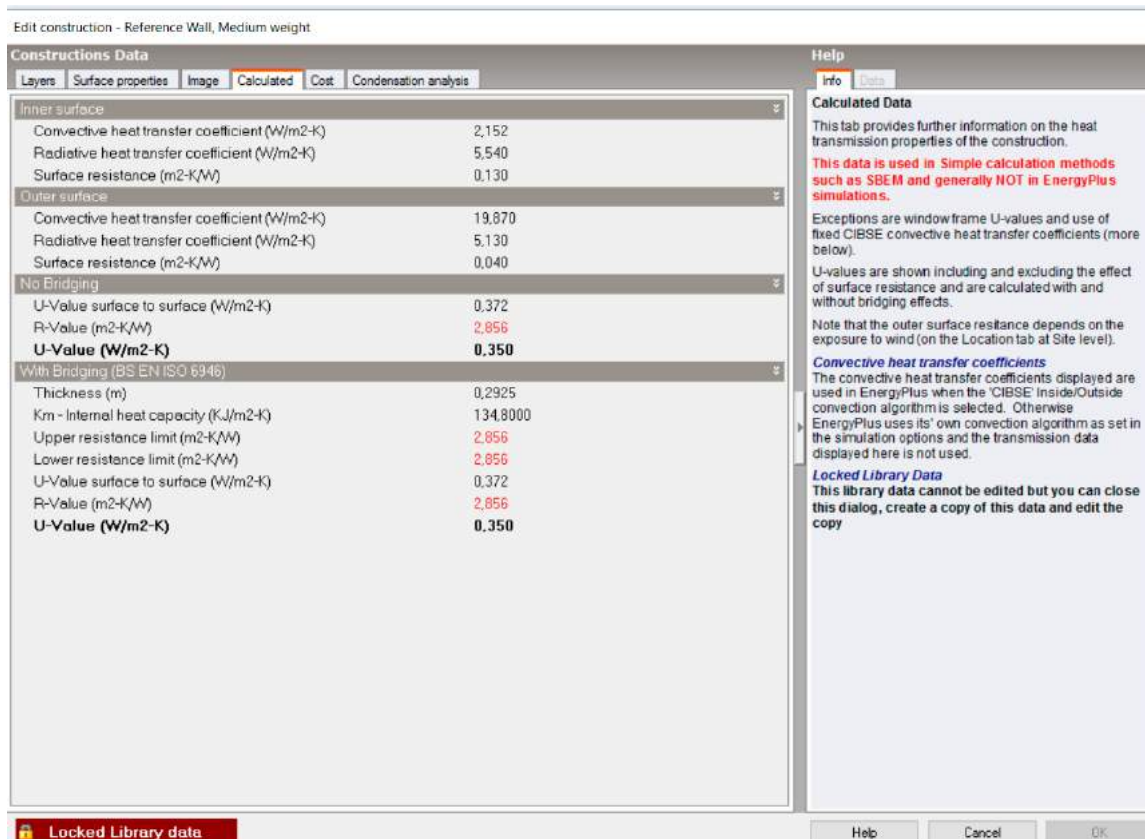 Edit construction - Reference Wall, Medium weight
Constructions Data
Layers Surface properties Image Calculated Cost Condensation analysis
Inner surface
Convective heat transfer coefficient (W/m2-K) 2,152
Radiative heat transfer coefficient (W/m2-K) 5,540
Surface resistance (m2-K/W) 0,130
Outer surface
Convective heat transfer coefficient (W/m2-K) 19,870
Radiative heat transfer coefficient (W/m2-K) 5,130
Surface resistance (m2-K/W) 0,040
No Bridging
U-Value surface to surface (W/m2-K) 0,372
R-Value (m2-K/W) 2,856
U-Value (W/m2-K) 0,350
With Bridging (BS EN ISO 6946)
Thickness (m) 0,2925
Km - Internal heat capacity (KJ/m2-K) 134,8000
Upper resistance limit (m2-K/W) 2,856
Lower resistance limit (m2-K/W) 2,856
U-Value surface to surface (W/m2-K) 0,372
R-Value (m2-K/W) 2,856
U-Value (W/m2-K) 0,350
Locked Library data
Help
Info Data
Calculated Data
This tab provides further information on the heat
transmission properties of the construction.
This data is used in Simple calculation methods
such as SBEM and generally NOT in EnergyPlus
simulations.
Exceptions are window frame U-values and use of
fixed CIBSE convective heat transfer coefficients (more
below).
U-values are shown including and excluding the effect
of surface resistance and are calculated with and
without bridging effects.
Note that the outer surface resitance depends on the
exposure to wind (on the Location tab at Site level).
Convective heat transfer coefficients
The convective heat transfer coefficients displayed are
used in EnergyPlus when the 'CIBSE' Inside/Outside
convection algorithm is selected. Otherwise
EnergyPlus uses its' own convection algorithm as set in
the simulation options and the transmission data
displayed here is not used.
Locked Library Data
This library data cannot be edited but you can close
this dialog, create a copy of this data and edit the
copy
Help Cancel OK